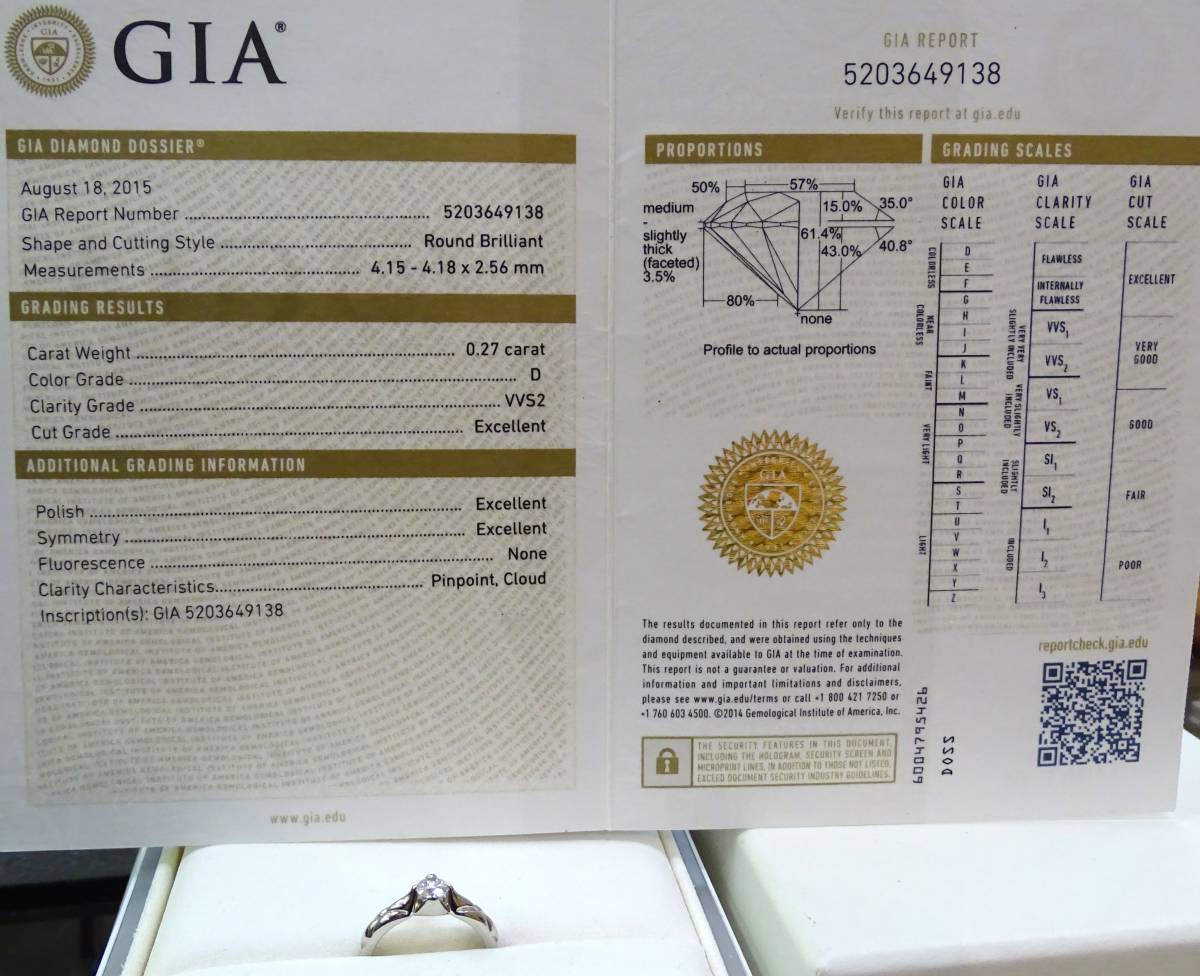 GIA®
GIA DIAMOND DOSSIER®
August 18, 2015
GIA Report Number 5203649138
Shape and Cutting Style Round Brilliant
Measurements 4.15 - 4.18 x 2.56 mm
GRADING RESULTS
Carat Weight 0.27 carat
Color Grade D
Clarity Grade VVS2
Cut Grade Excellent
ADDITIONAL GRADING INFORMATION
Polish Excellent
Symmetry Excellent
Fluorescence None
Clarity Characteristics Pinpoint, Cloud
Inscription(s): GIA 5203649138
www.gia.edu
GIA REPORT
5203649138
Verify this report at gia.edu
PROPORTIONS
50%
57%
medium
-
slightly
thick
(faceted)
3.5%
15.0%
35.0°
61.4%
43.0%
40.8°
80%
none
Profile to actual proportions
GIA
The results documented in this report refer only to the
diamond described, and were obtained using the techniques
and equipment available to GIA at the time of examination.
This report is not a guarantee or valuation. For additional
information and important limitations and disclaimers,
please see www.gia.edu/terms or call +1 800 421 7250 or
+1 760 603 4500. ©2014 Gemological Institute of America, Inc.
THE SECURITY FEATURES IN THIS DOCUMENT,
INCLUDING THE HOLOGRAM, SECURITY SCREEN AND
MICROPRINT LINES, IN ADDITION TO THOSE NOT LISTED,
EXCEED DOCUMENT SECURITY INDUSTRY GUIDELINES.
6004795426
DOSS
GRADING SCALES
GIA
COLOR
SCALE
COLORLESS
D
E
F
NEAR
COLORLESS
G
H
I
J
FAINT
K
L
M
VERY LIGHT
N
O
P
Q
R
LIGHT
S
T
U
V
W
X
Y
Z
GIA
CLARITY
SCALE
FLAWLESS
INTERNALLY
FLAWLESS
VERY VERY
SLIGHTLY INCLUDED
VVS1
VVS2
VERY SLIGHTLY
INCLUDED
VS1
VS2
SLIGHTLY
INCLUDED
SI1
SI2
INCLUDED
I1
I2
I3
GIA
CUT
SCALE
EXCELLENT
VERY
GOOD
GOOD
FAIR
POOR
reportcheck.gia.edu